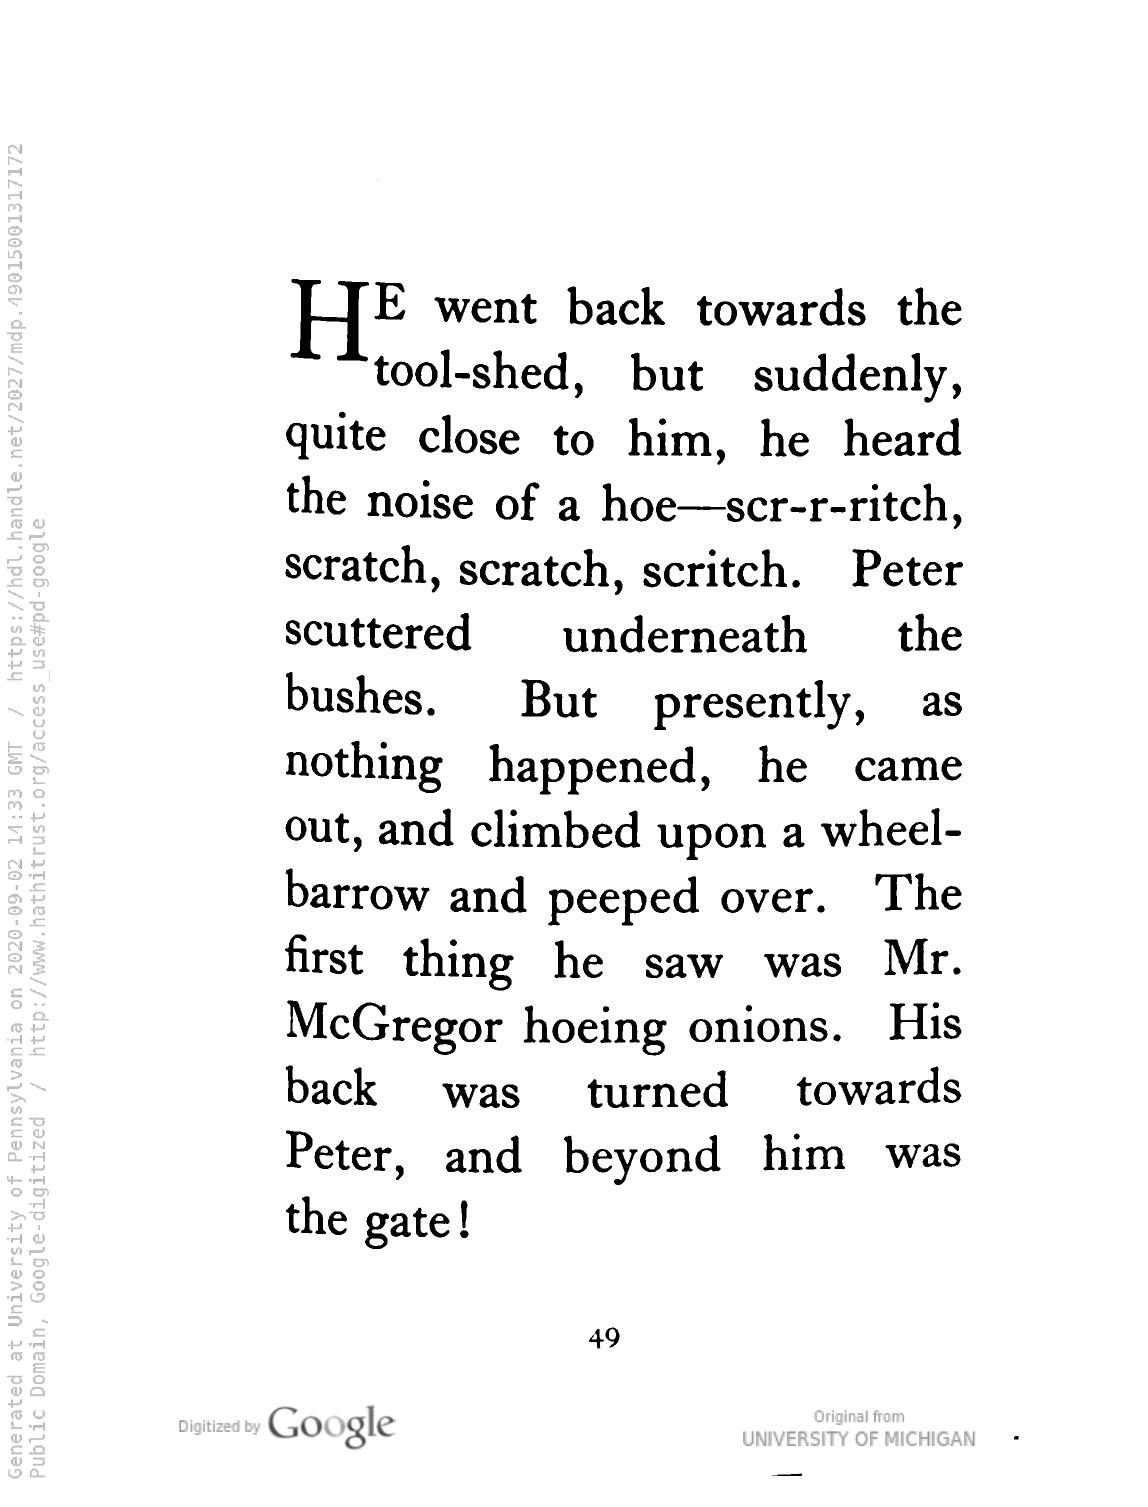 HE went back towards the
tool-shed, but suddenly,
quite close to him, he heard
the noise of a hoe—scr-r-ritch,
scratch, scratch, scritch. Peter
scuttered underneath the
bushes. But presently, as
nothing happened, he came
out, and climbed upon a wheel-
barrow and peeped over. The
first thing he saw was Mr.
McGregor hoeing onions. His
back was turned towards
Peter, and beyond him was
the gate!
49
Digitized by Google
Original from
UNIVERSITY OF MICHIGAN
Generated at University of Pennsylvania on 2020-09-02 14:33 GMT / https://hdl.handle.net/2027/mdp.49015001317172
Public Domain, Google-digitized / http://www.hathitrust.org/access_use#pd-google